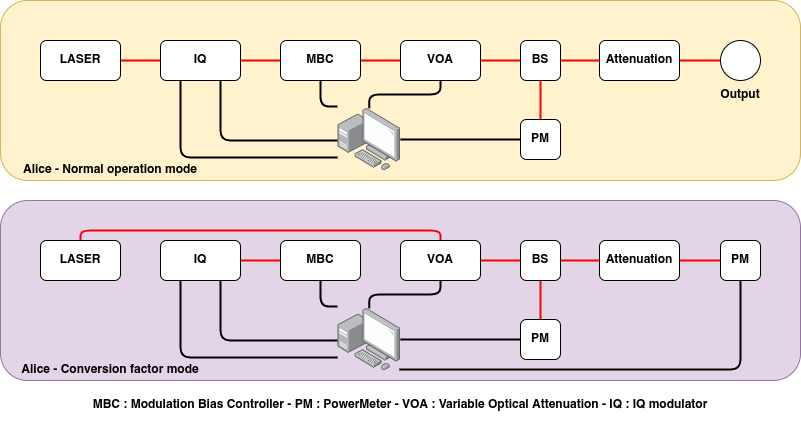 LASER
IQ
MBC
VOA
BS
Attenuation
Output
PM
Alice - Normal operation mode
LASER
IQ
MBC
VOA
BS
Attenuation
PM
PM
Alice - Conversion factor mode
MBC : Modulation Bias Controller - PM : PowerMeter - VOA : Variable Optical Attenuation - IQ : IQ modulator